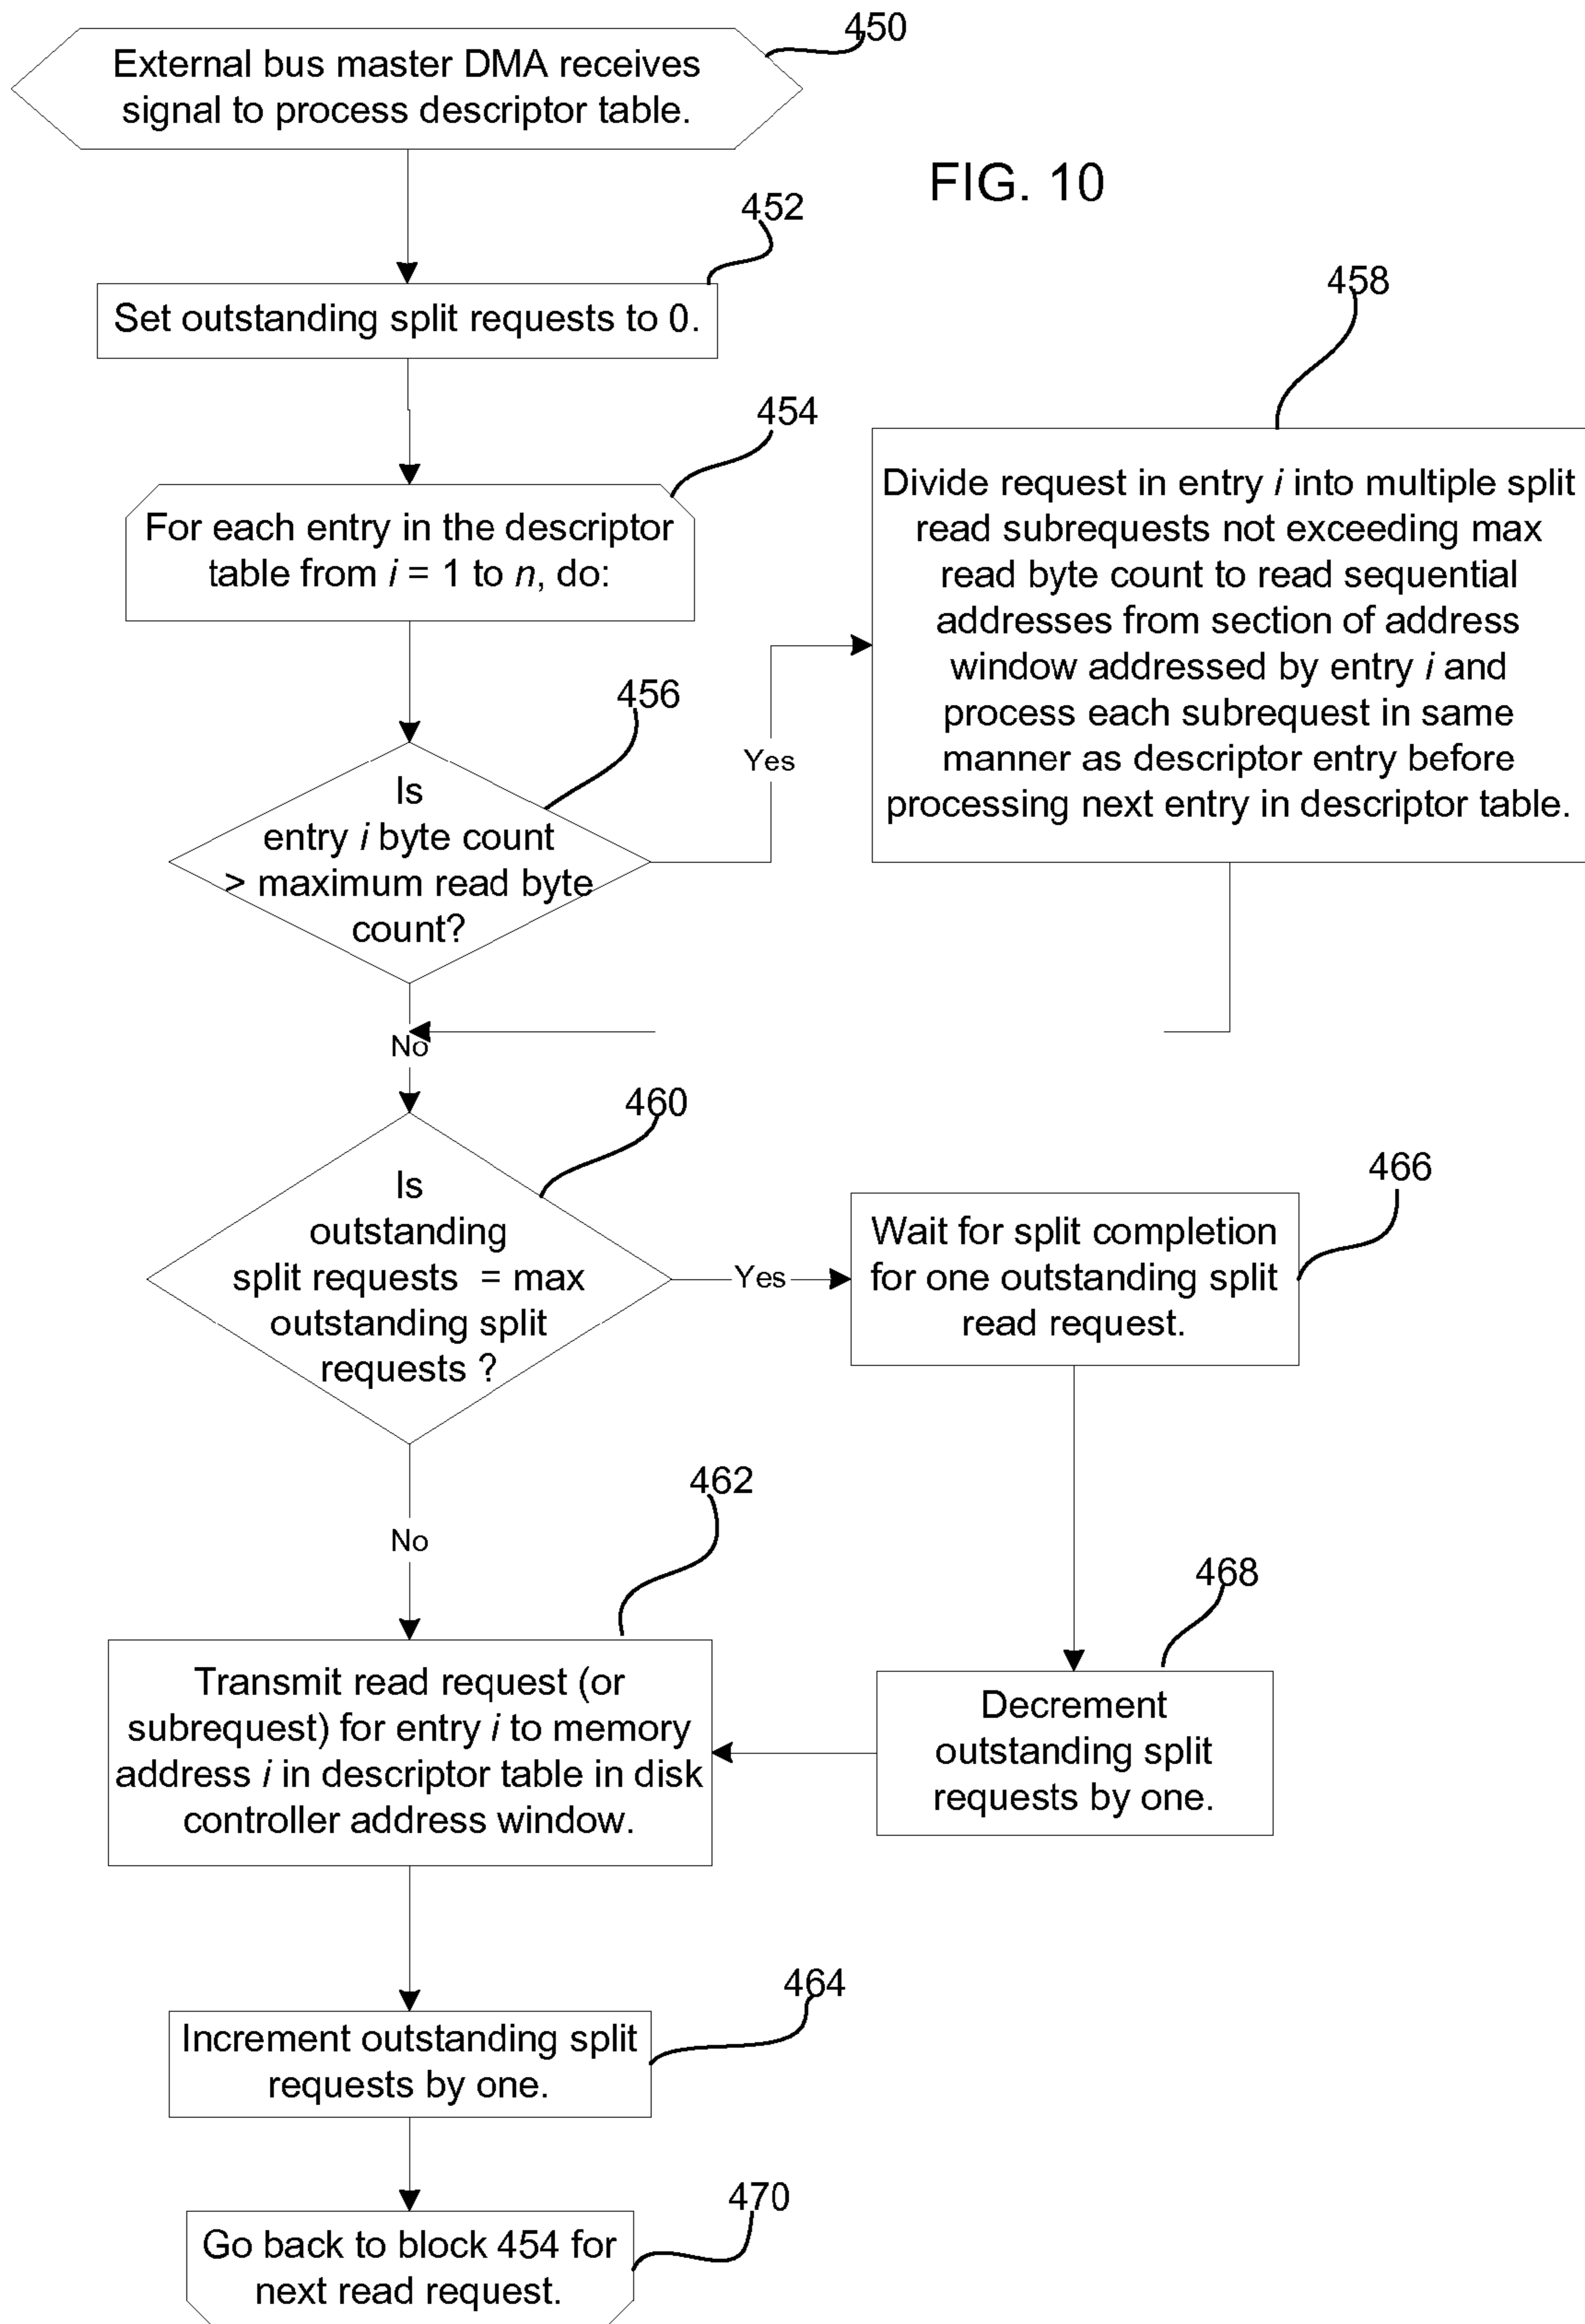 450
External bus master DMA receives
signal to process descriptor table.
FIG. 10
452
Set outstanding split requests to 0.
454
For each entry in the descriptor
table from i = 1 to n, do:
458
Divide request in entry i into multiple split
read subrequests not exceeding max
read byte count to read sequential
addresses from section of address
window addressed by entry i and
process each subrequest in same
manner as descriptor entry before
processing next entry in descriptor table.
456
Is
entry i byte count
> maximum read byte
count?
Yes
No
460
Is
outstanding
split requests = max
outstanding split
requests ?
Yes
466
Wait for split completion
for one outstanding split
read request.
No
462
Transmit read request (or
subrequest) for entry i to memory
address i in descriptor table in disk
controller address window.
468
Decrement
outstanding split
requests by one.
464
Increment outstanding split
requests by one.
470
Go back to block 454 for
next read request.